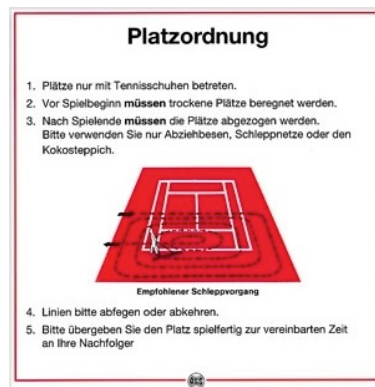 Platzordnung
1. Plätze nur mit Tennisschuhen betreten.
2. Vor Spielbeginn müssen trockene Plätze beregnet werden.
3. Nach Spielende müssen die Plätze abgezogen werden.
Bitte verwenden Sie nur Abziehbesen, Schleppnetze oder den
Kokosteppich.
Empfohlener Schleppvorgang
4. Linien bitte abfegen oder abkehren.
5. Bitte übergeben Sie den Platz spielfertig zur vereinbarten Zeit
an Ihre Nachfolger